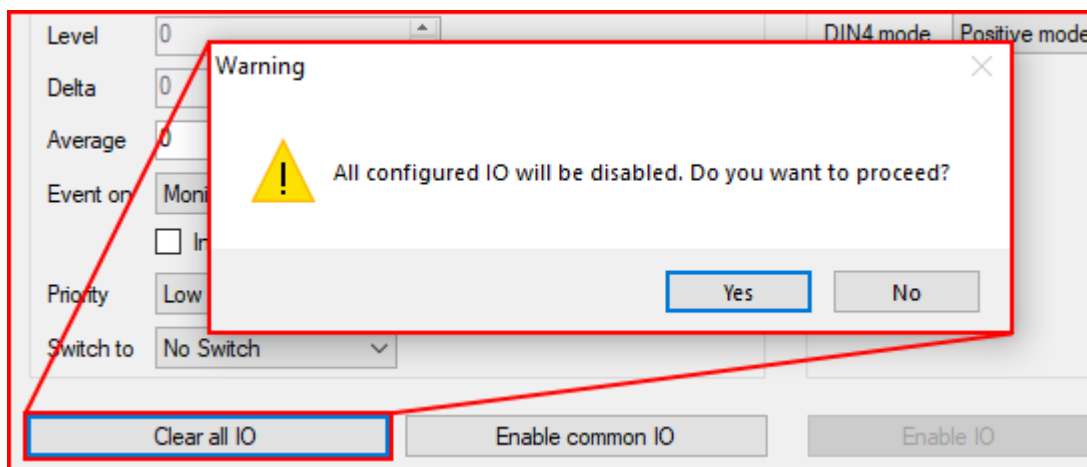 Level 0
DIN4 mode Positive mode
Warning
Delta 0
Average 0
All configured IO will be disabled. Do you want to proceed?
Event on Moni
In
Priority Low
Yes No
Switch to No Switch
Clear all IO Enable common IO Enable IO